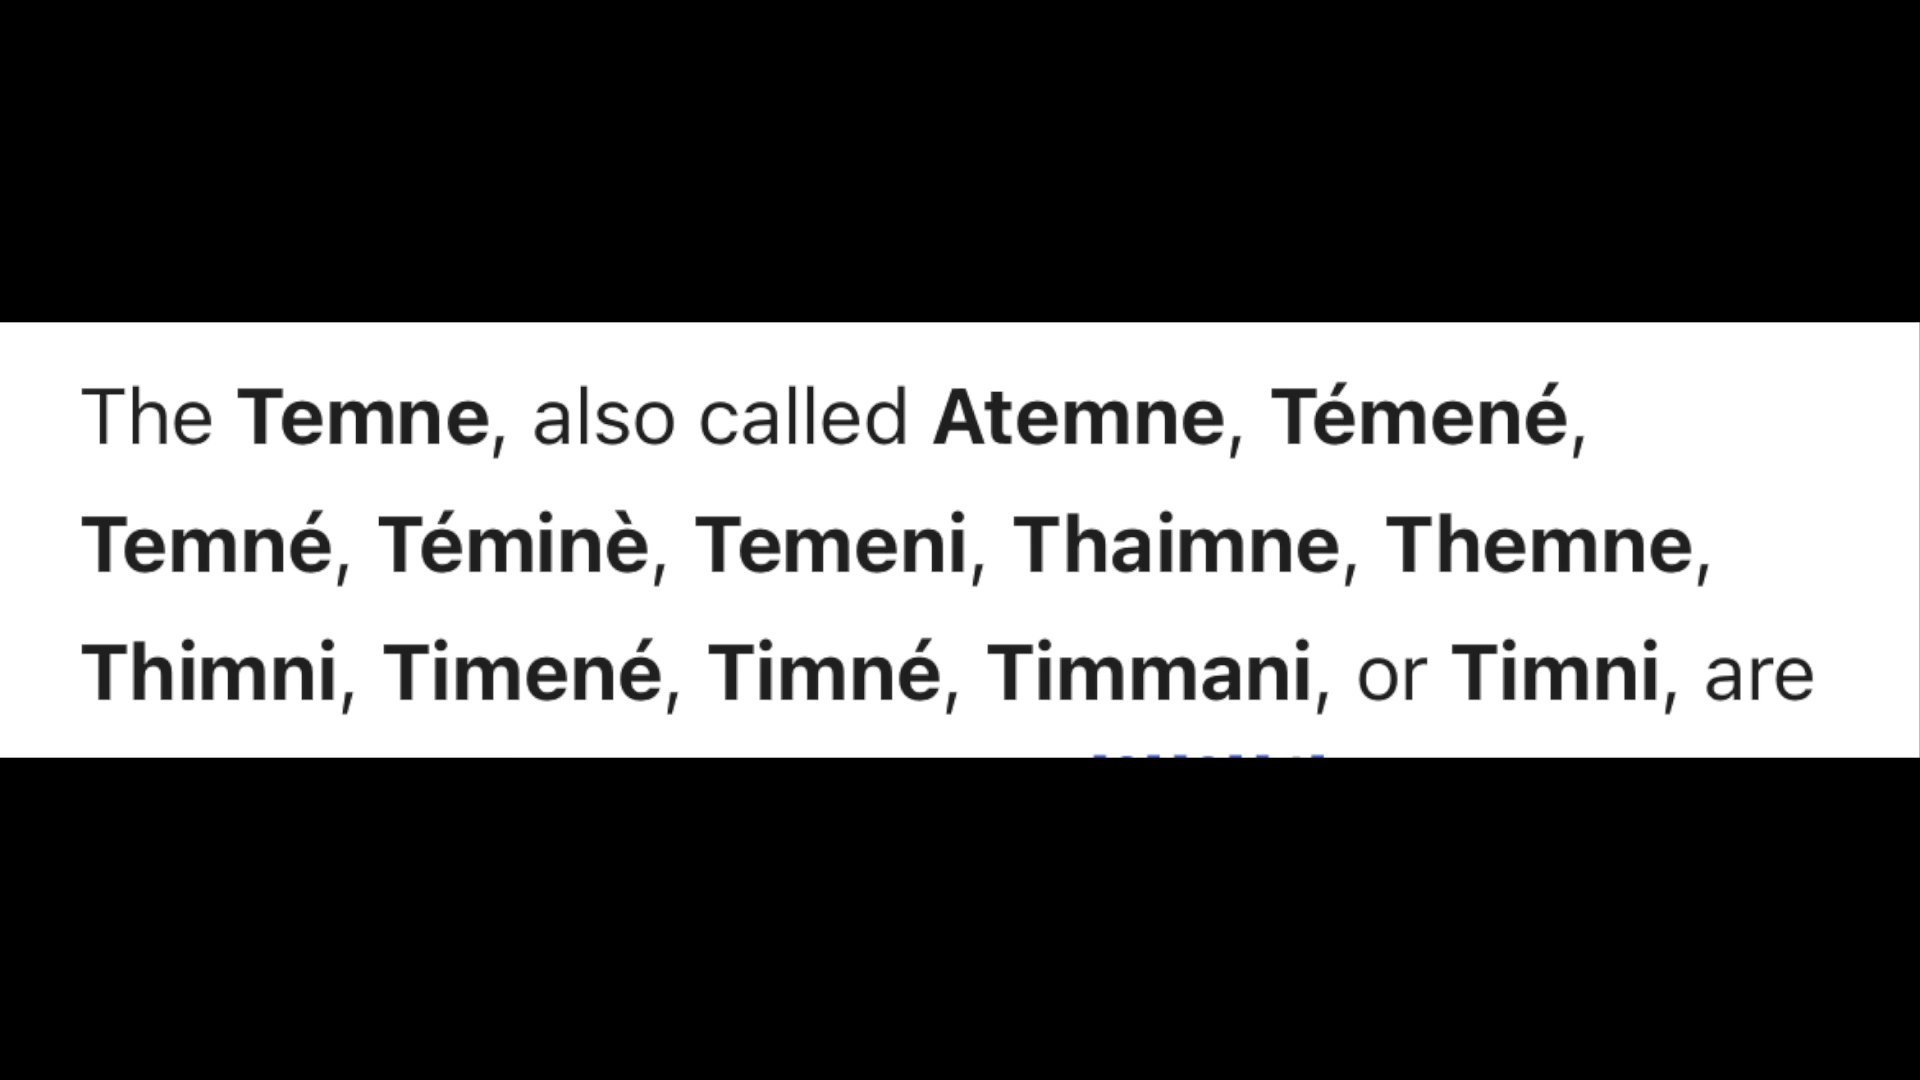 The Temne, also called Atemne, Témené,
Temné, Téminè, Temeni, Thaimne, Themne,
Thimni, Timené, Timné, Timmani, or Timni, are